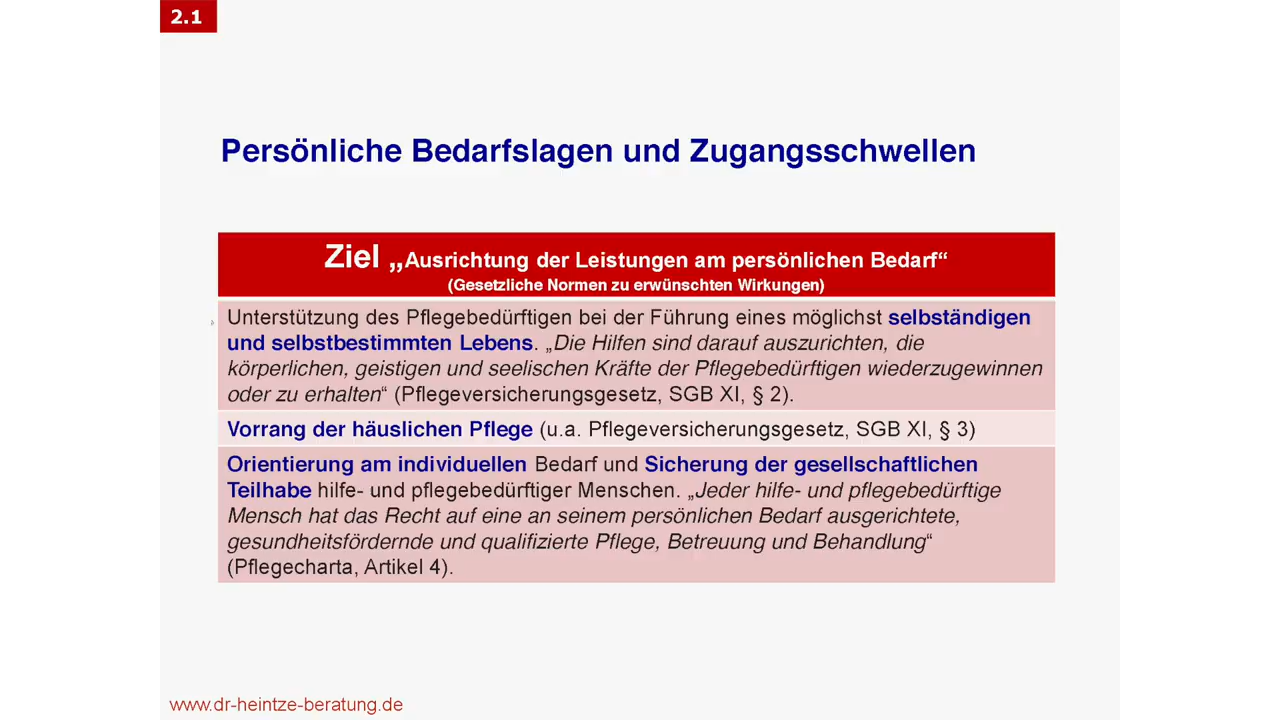 2.1
Persönliche Bedarfslagen und Zugangsschwellen
Ziel „Ausrichtung der Leistungen am persönlichen Bedarf“
(Gesetzliche Normen zu erwünschten Wirkungen)
Unterstützung des Pflegebedürftigen bei der Führung eines möglichst selbständigen
und selbstbestimmten Lebens. „Die Hilfen sind darauf auszurichten, die
körperlichen, geistigen und seelischen Kräfte der Pflegebedürftigen wiederzugewinnen
oder zu erhalten“ (Pflegeversicherungsgesetz, SGB XI, § 2).
Vorrang der häuslichen Pflege (u.a. Pflegeversicherungsgesetz, SGB XI, § 3)
Orientierung am individuellen Bedarf und Sicherung der gesellschaftlichen
Teilhabe hilfe- und pflegebedürftiger Menschen. „Jeder hilfe- und pflegebedürftige
Mensch hat das Recht auf eine an seinem persönlichen Bedarf ausgerichtete,
gesundheitsfördernde und qualifizierte Pflege, Betreuung und Behandlung“
(Pflegecharta, Artikel 4).
www.dr-heintze-beratung.de